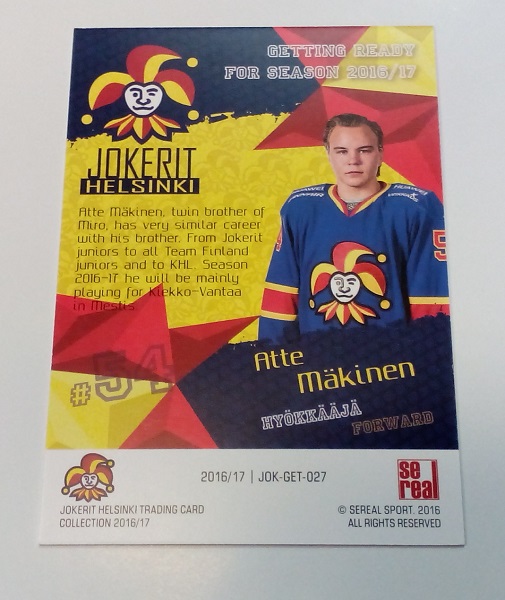 GETTING READY
FOR SEASON 2016/17
JOKERIT
HELSINKI
Atte Mäkinen, twin brother of
Miro, has very similar career
with his brother. From Jokerit
juniors to all Team Finland
juniors and to KHL. Season
2016-17 he will be mainly
playing for Kiekko-Vantaa
in Mestis.
#54
Atte
Mäkinen
HYÖKKÄÄJÄ
FORWARD
2016/17 | JOK-GET-027
se
real
JOKERIT HELSINKI TRADING CARD
COLLECTION 2016/17
© SEREAL SPORT. 2016
ALL RIGHTS RESERVED